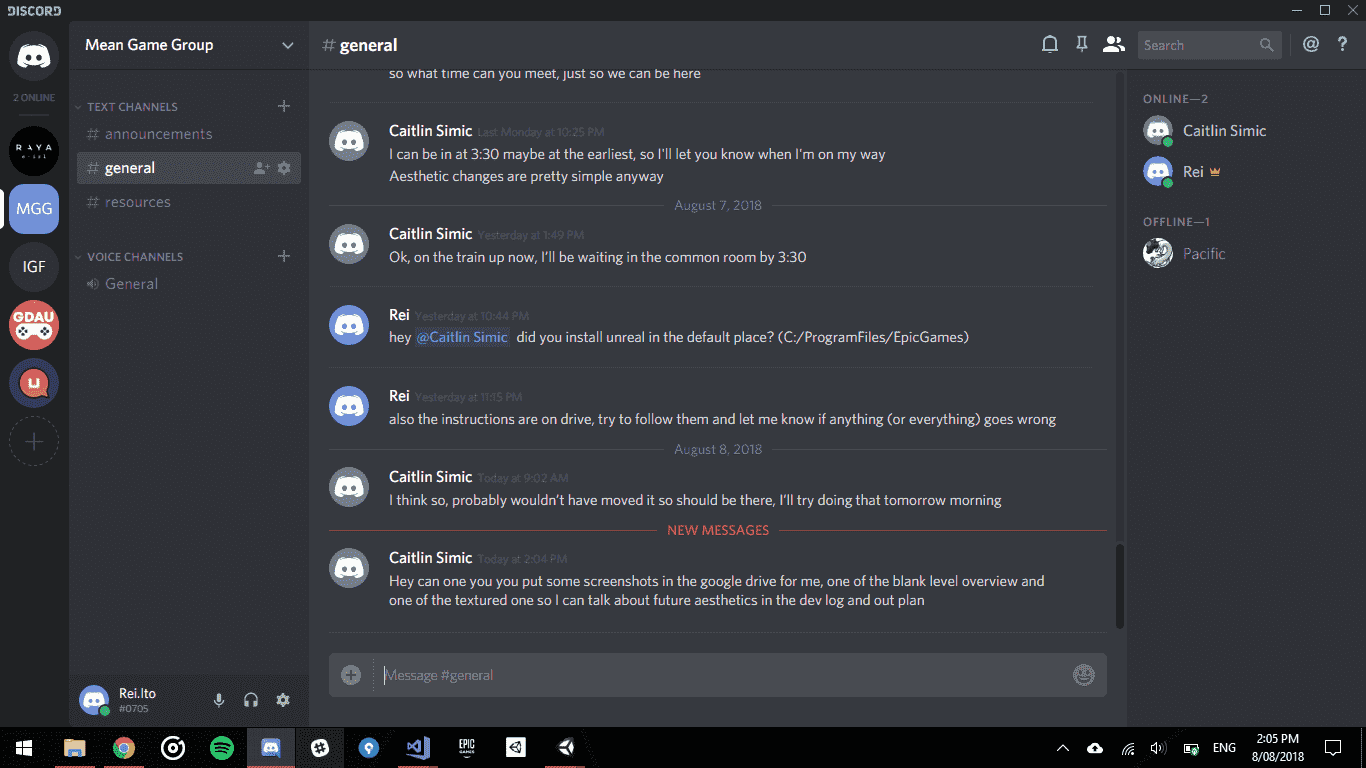 DISCORD
Mean Game Group
# general
Search
@
?
2 ONLINE
RAYA
MGG
IGF
GDAU
TEXT CHANNELS
# announcements
# general
# resources
VOICE CHANNELS
General
so what time can you meet, just so we can be here
Caitlin Simic Last Monday at 10:25 PM
I can be in at 3:30 maybe at the earliest, so I'll let you know when I'm on my way
Aesthetic changes are pretty simple anyway
August 7, 2018
Caitlin Simic Yesterday at 1:49 PM
Ok, on the train up now, I'll be waiting in the common room by 3:30
Rei Yesterday at 10:44 PM
hey @Caitlin Simic did you install unreal in the default place? (C:/ProgramFiles/EpicGames)
Rei Yesterday at 11:15 PM
also the instructions are on drive, try to follow them and let me know if anything (or everything) goes wrong
August 8, 2018
Caitlin Simic Today at 9:02 AM
I think so, probably wouldn't have moved it so should be there, I'll try doing that tomorrow morning
NEW MESSAGES
Caitlin Simic Today at 2:04 PM
Hey can one you you put some screenshots in the google drive for me, one of the blank level overview and
one of the textured one so I can talk about future aesthetics in the dev log and out plan
Message #general
ONLINE—2
Caitlin Simic
Rei
OFFLINE—1
Pacific
Rei.Ito
#0705
EPIC
GAMES
ENG
2:05 PM
8/08/2018